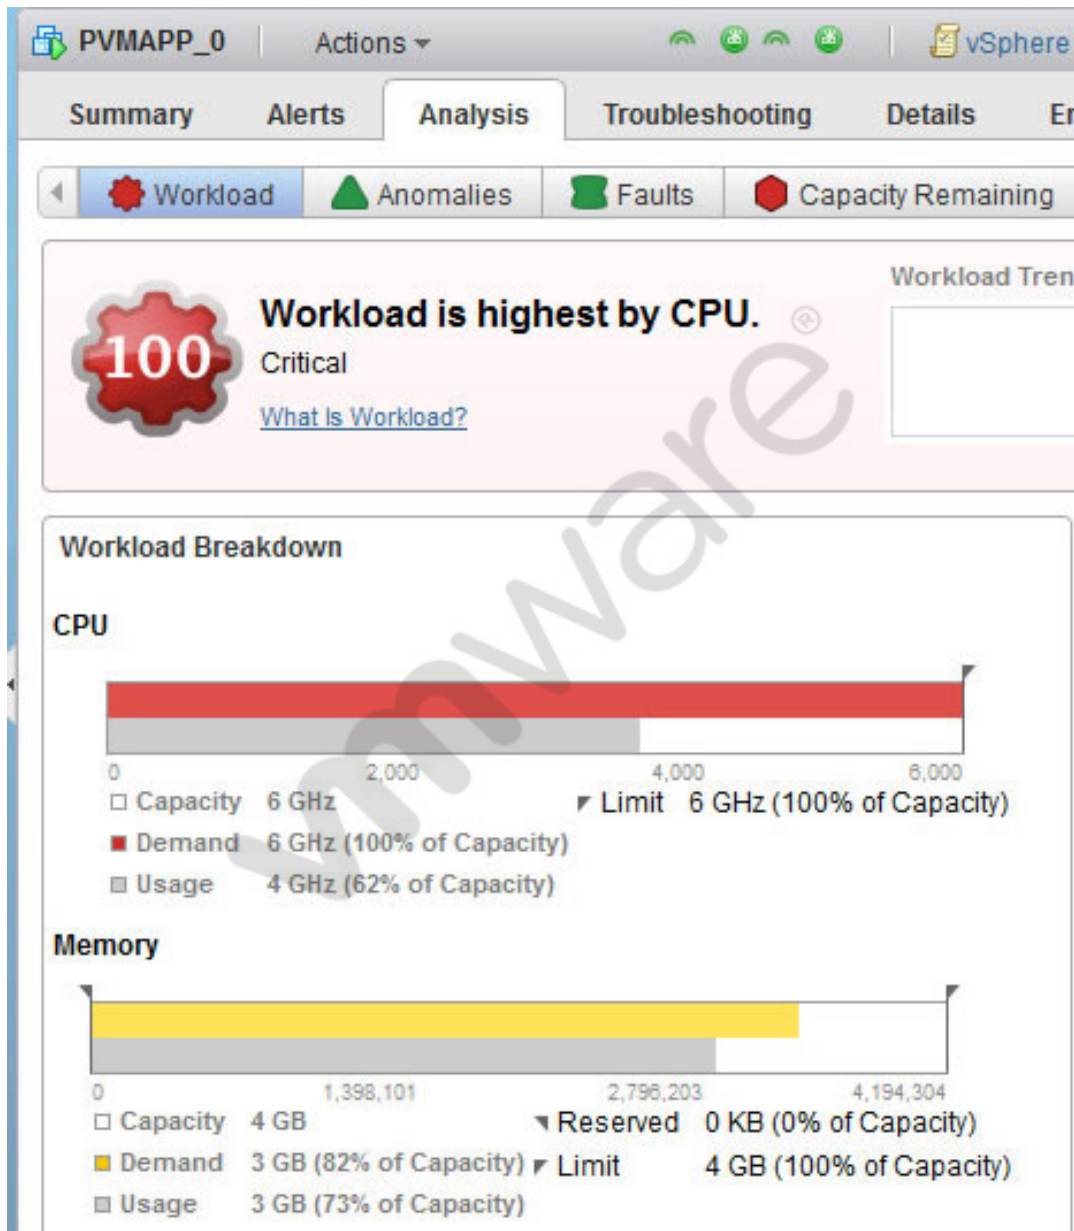 PVMAPP_0 Actions vSphere
Summary Alerts Analysis Troubleshooting Details En
Workload Anomalies Faults Capacity Remaining
Workload Tren
100
Workload is highest by CPU.
Critical
What Is Workload?
vmware®
Workload Breakdown
CPU
0 2,000 4,000 6,000
Capacity 6 GHz Limit 6 GHz (100% of Capacity)
Demand 6 GHz (100% of Capacity)
Usage 4 GHz (62% of Capacity)
Memory
0 1,398,101 2,796,203 4,194,304
Capacity 4 GB Reserved 0 KB (0% of Capacity)
Demand 3 GB (82% of Capacity) Limit 4 GB (100% of Capacity)
Usage 3 GB (73% of Capacity)